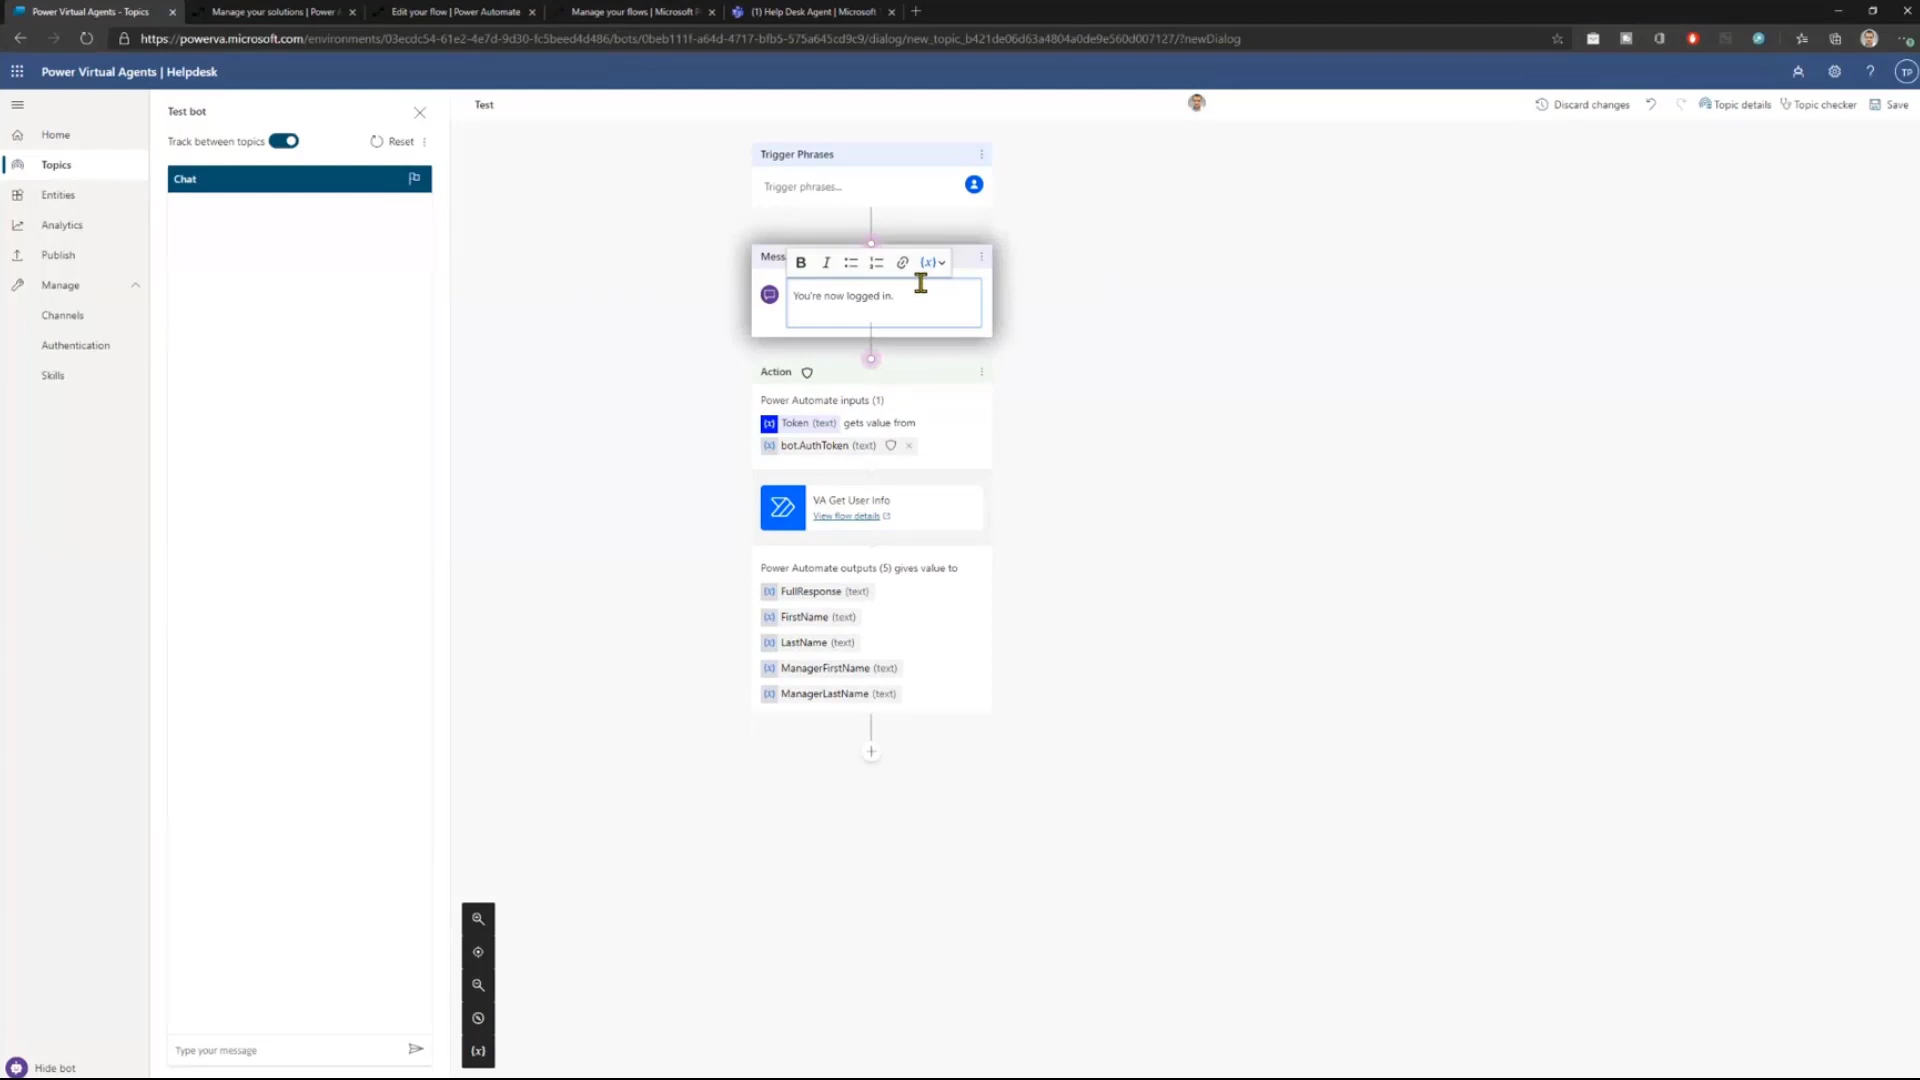 Power Virtual Agents - Topics
Manage your solutions | Power
Edit your flow | Power Automate
Manage your flows | Microsoft P
(1) Help Desk Agent | Microsoft
https://powerva.microsoft.com/environments/03ecdc54-61e2-4e7d-9d30-fc5beed4d486/bots/0beb111f-a64d-4717-bfb5-575a645cd9c9/dialog/new_topic_b421de06d63a4804a0de9e560d007127/?newDialog
Power Virtual Agents | Helpdesk
TP
Home
Topics
Entities
Analytics
Publish
Manage
Channels
Authentication
Skills
Hide bot
Test bot
Track between topics
Reset
Chat
Type your message
Test
Discard changes
Topic details
Topic checker
Save
Trigger Phrases
Trigger phrases...
Mess
B I {x}
You're now logged in.
Action
Power Automate inputs (1)
{x} Token (text) gets value from
{x} bot.AuthToken (text)
VA Get User Info
View flow details
Power Automate outputs (5) gives value to
{x} FullResponse (text)
{x} FirstName (text)
{x} LastName (text)
{x} ManagerFirstName (text)
{x} ManagerLastName (text)
{x}